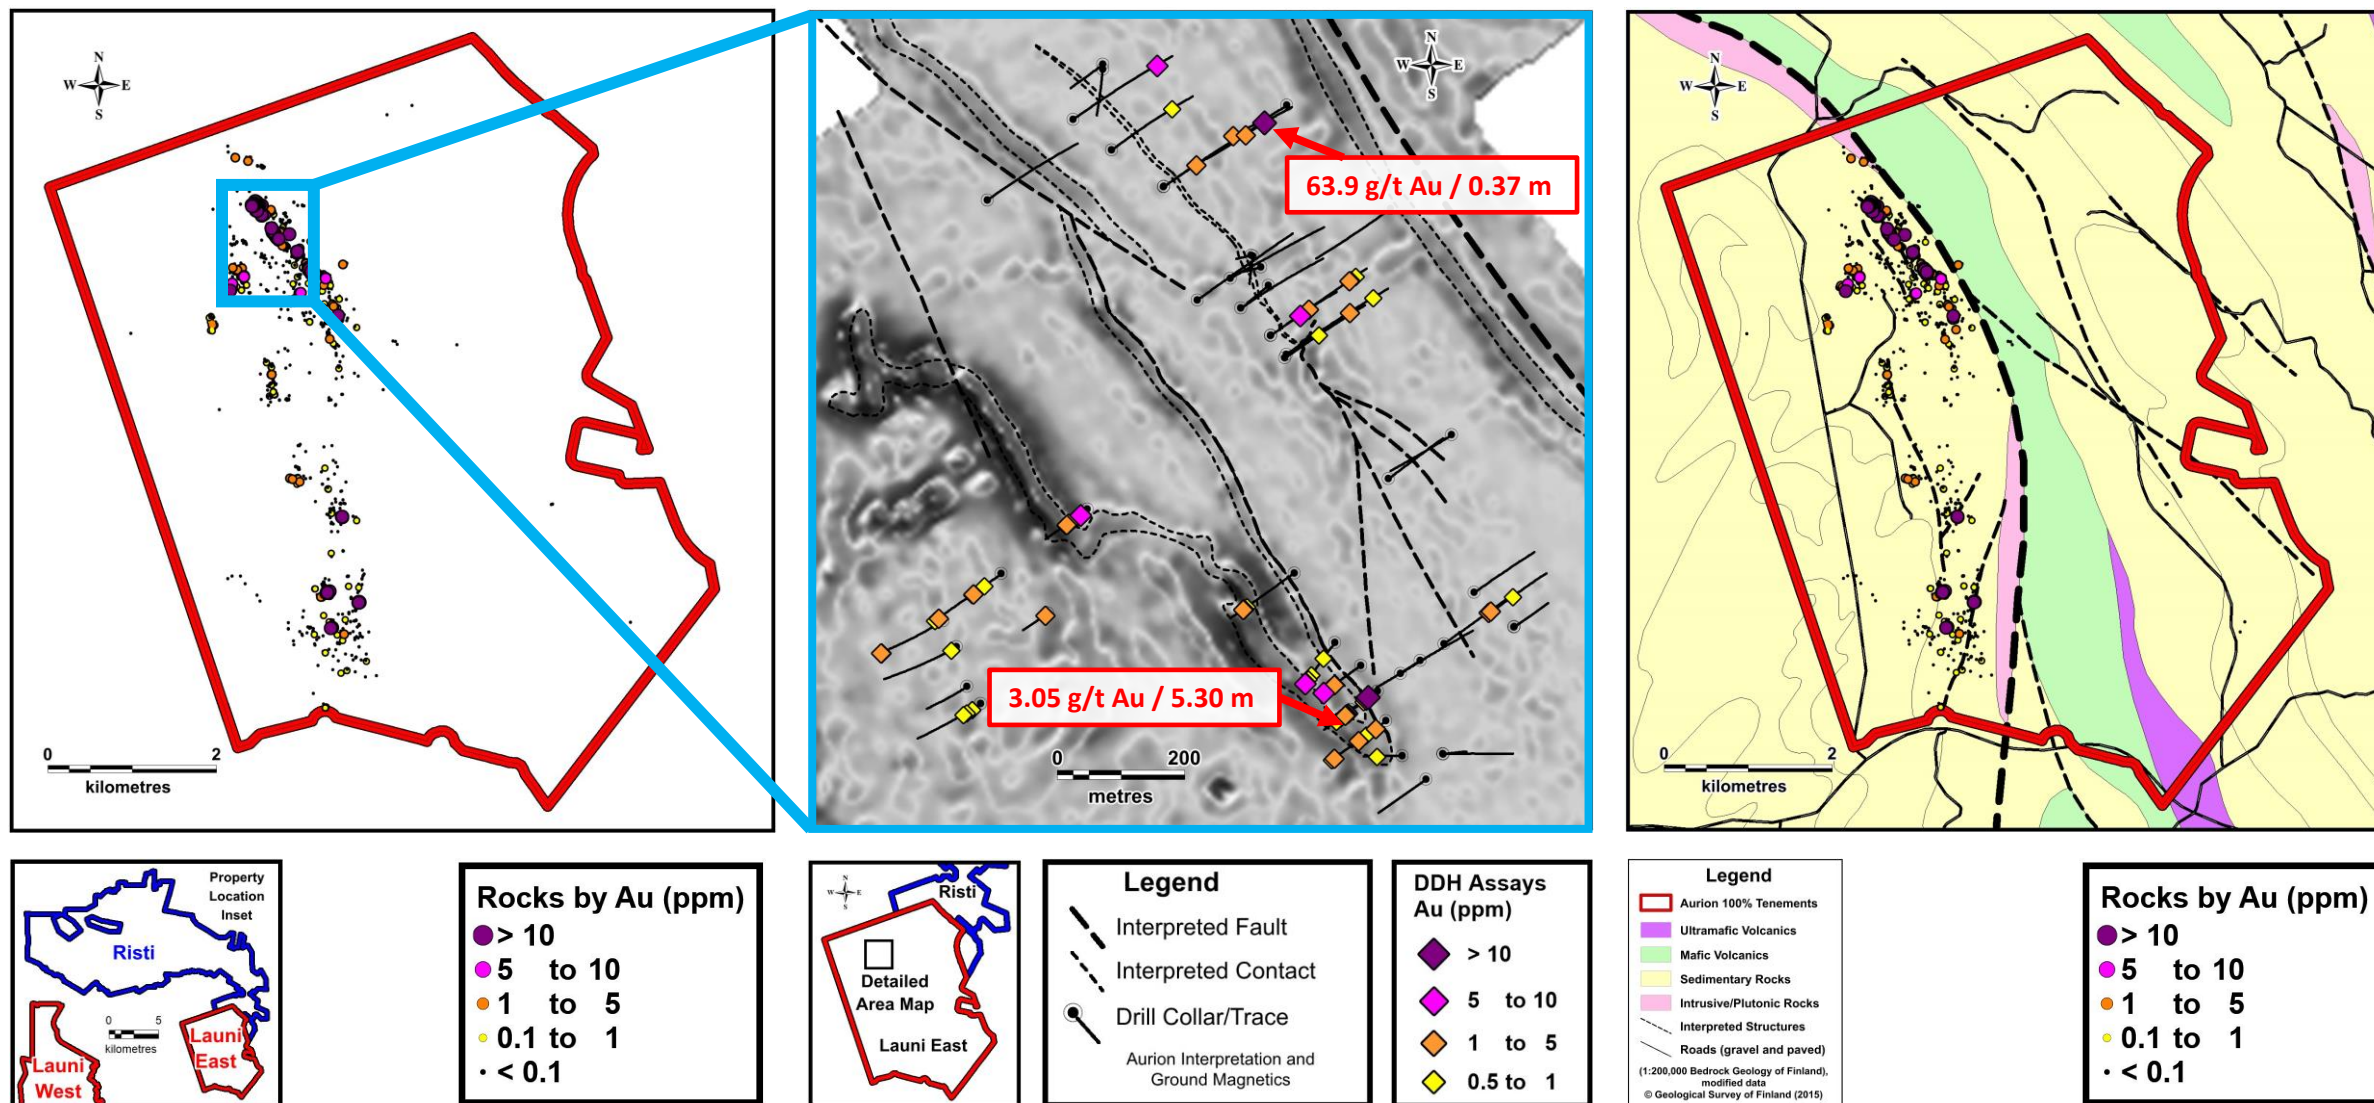 N
W E
S
0 2
kilometres
N
W E
S
63.9 g/t Au / 0.37 m
3.05 g/t Au / 5.30 m
0 200
metres
N
W E
S
0 2
kilometres
Property
Location
Inset
Risti
0 5
kilometres
Launi
East
Launi
West
Rocks by Au (ppm)
> 10
5 to 10
1 to 5
0.1 to 1
< 0.1
N
W E
S
Risti
Detailed
Area Map
Launi East
Legend
Interpreted Fault
Interpreted Contact
Drill Collar/Trace
Aurion Interpretation and
Ground Magnetics
DDH Assays
Au (ppm)
> 10
5 to 10
1 to 5
0.5 to 1
Legend
Aurion 100% Tenements
Ultramafic Volcanics
Mafic Volcanics
Sedimentary Rocks
Intrusive/Plutonic Rocks
Interpreted Structures
Roads (gravel and paved)
(1:200,000 Bedrock Geology of Finland),
modified data
© Geological Survey of Finland (2015)
Rocks by Au (ppm)
> 10
5 to 10
1 to 5
0.1 to 1
< 0.1